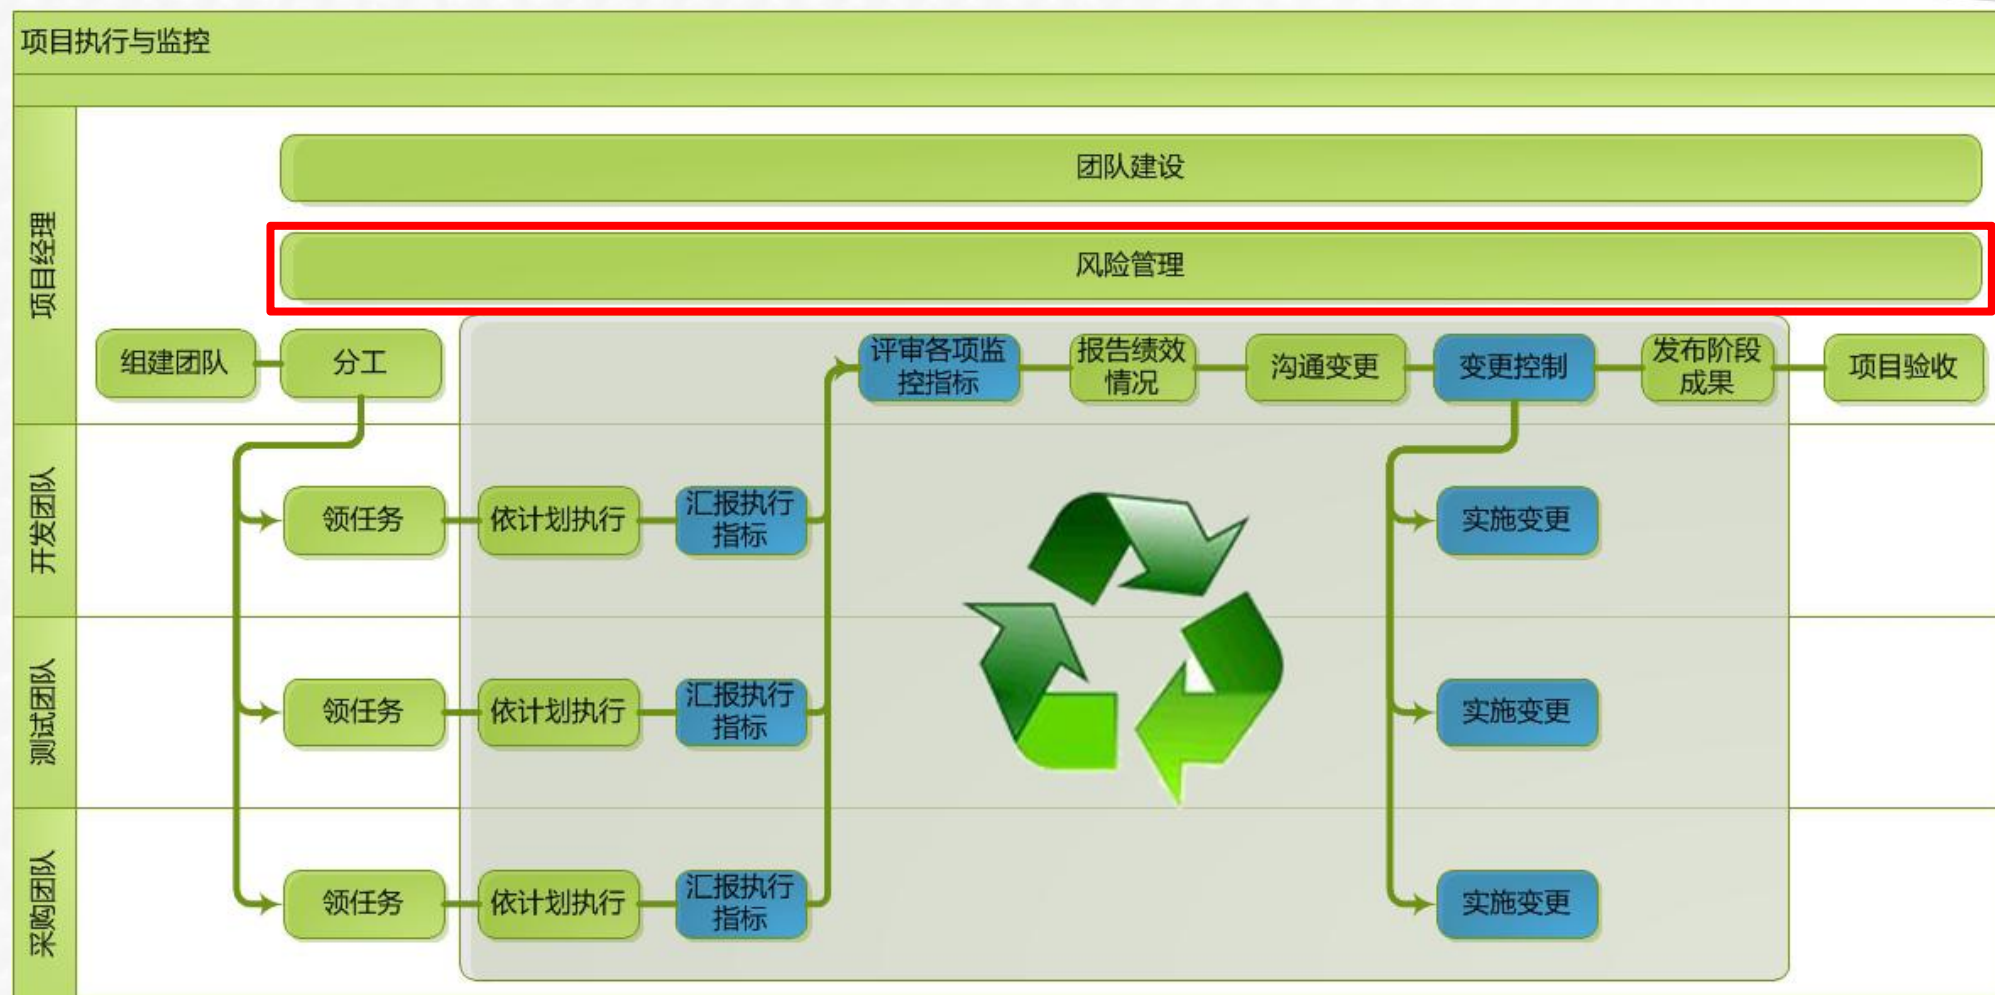 项目执行与监控
项目经理
团队建设
风险管理
组建团队
分工
评审各项监
控指标
报告绩效
情况
沟通变更
变更控制
发布阶段
成果
项目验收
开发团队
领任务
依计划执行
汇报执行
指标
实施变更
测试团队
领任务
依计划执行
汇报执行
指标
实施变更
采购团队
领任务
依计划执行
汇报执行
指标
实施变更